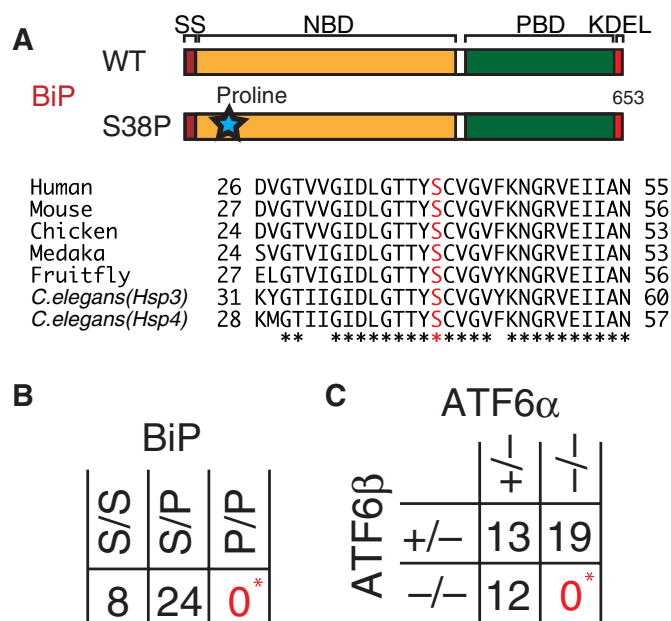 A
SS NBD PBD KDEL
WT
BiP
Proline
653
S38P
Human 26 DVGTVVGIDLGTTYSCVGVFKNGRVEIIAN 55
Mouse 27 DVGTVVGIDLGTTYSCVGVFKNGRVEIIAN 56
Chicken 24 DVGTVVGIDLGTTYSCVGVFKNGRVEIIAN 53
Medaka 24 SVGTVIGIDLGTTYSCVGVFKNGRVEIIAN 53
Fruitfly 27 ELGTVIGIDLGTTYSCVGVYKNGRVEIIAN 56
C.elegans(Hsp3) 31 KYGTIIGIDLGTTYSCVGVYKNGRVEIIAN 60
C.elegans(Hsp4) 28 KMGTIIGIDLGTTYSCVGVFKNGRVEIIAN 57
** ************* **********
B
BiP
S/S S/P P/P
8 24 0*
C
ATF6α
ATF6β
+/– –/–
+/– 13 19
–/– 12 0*